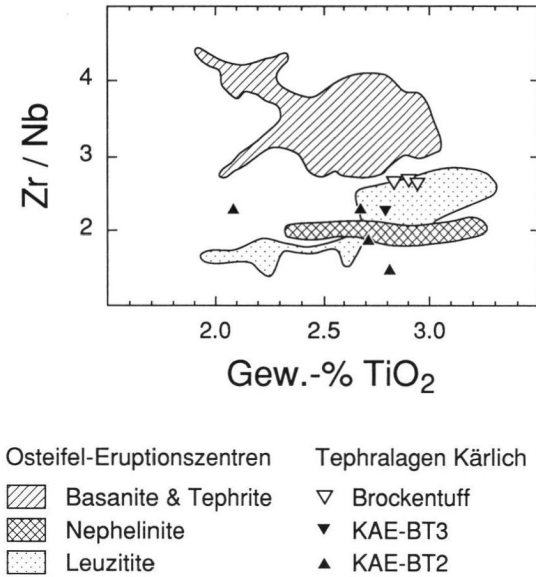 Zr / Nb
4
3
2
2.0 2.5 3.0
Gew.-% TiO2
Osteifel-Eruptionszentren
Basanite & Tephrite
Nephelinite
Leuzitite
Tephralagen Kärlich
Brockentuff
KAE-BT3
KAE-BT2